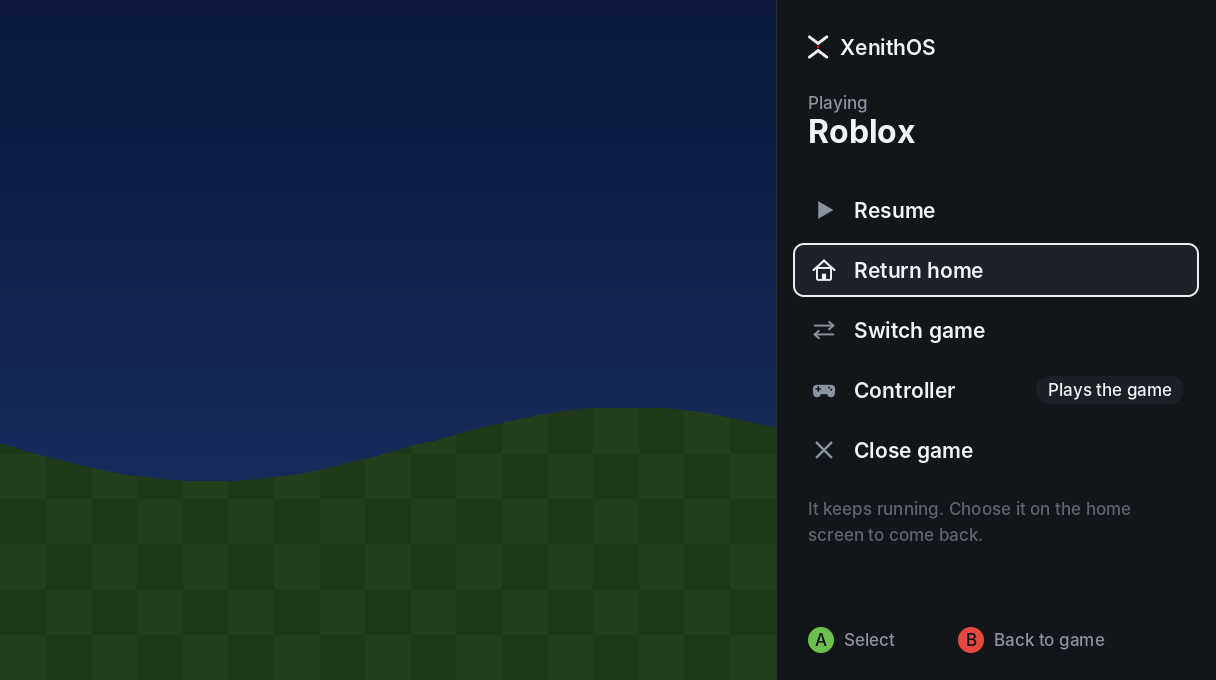 XenithOS
Playing
Roblox
Resume
Return home
Switch game
Controller
Plays the game
Close game
It keeps running. Choose it on the home
screen to come back.
A Select
B Back to game